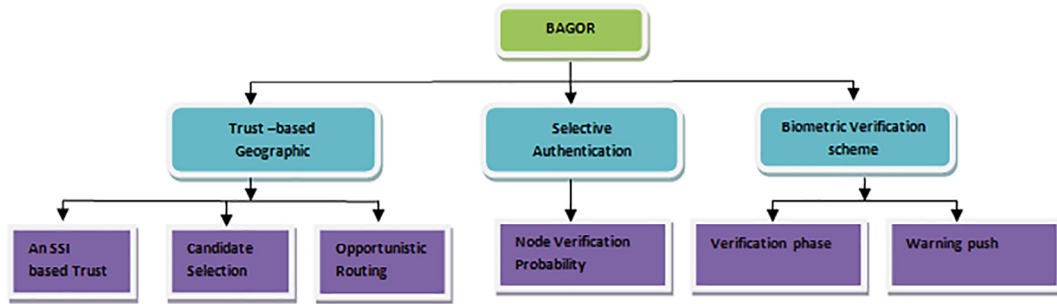 BAGOR
Trust –based
Geographic
Selective
Authentication
Biometric Verification
scheme
An SSI
based Trust
Candidate
Selection
Opportunistic
Routing
Node Verification
Probability
Verification phase
Warning push